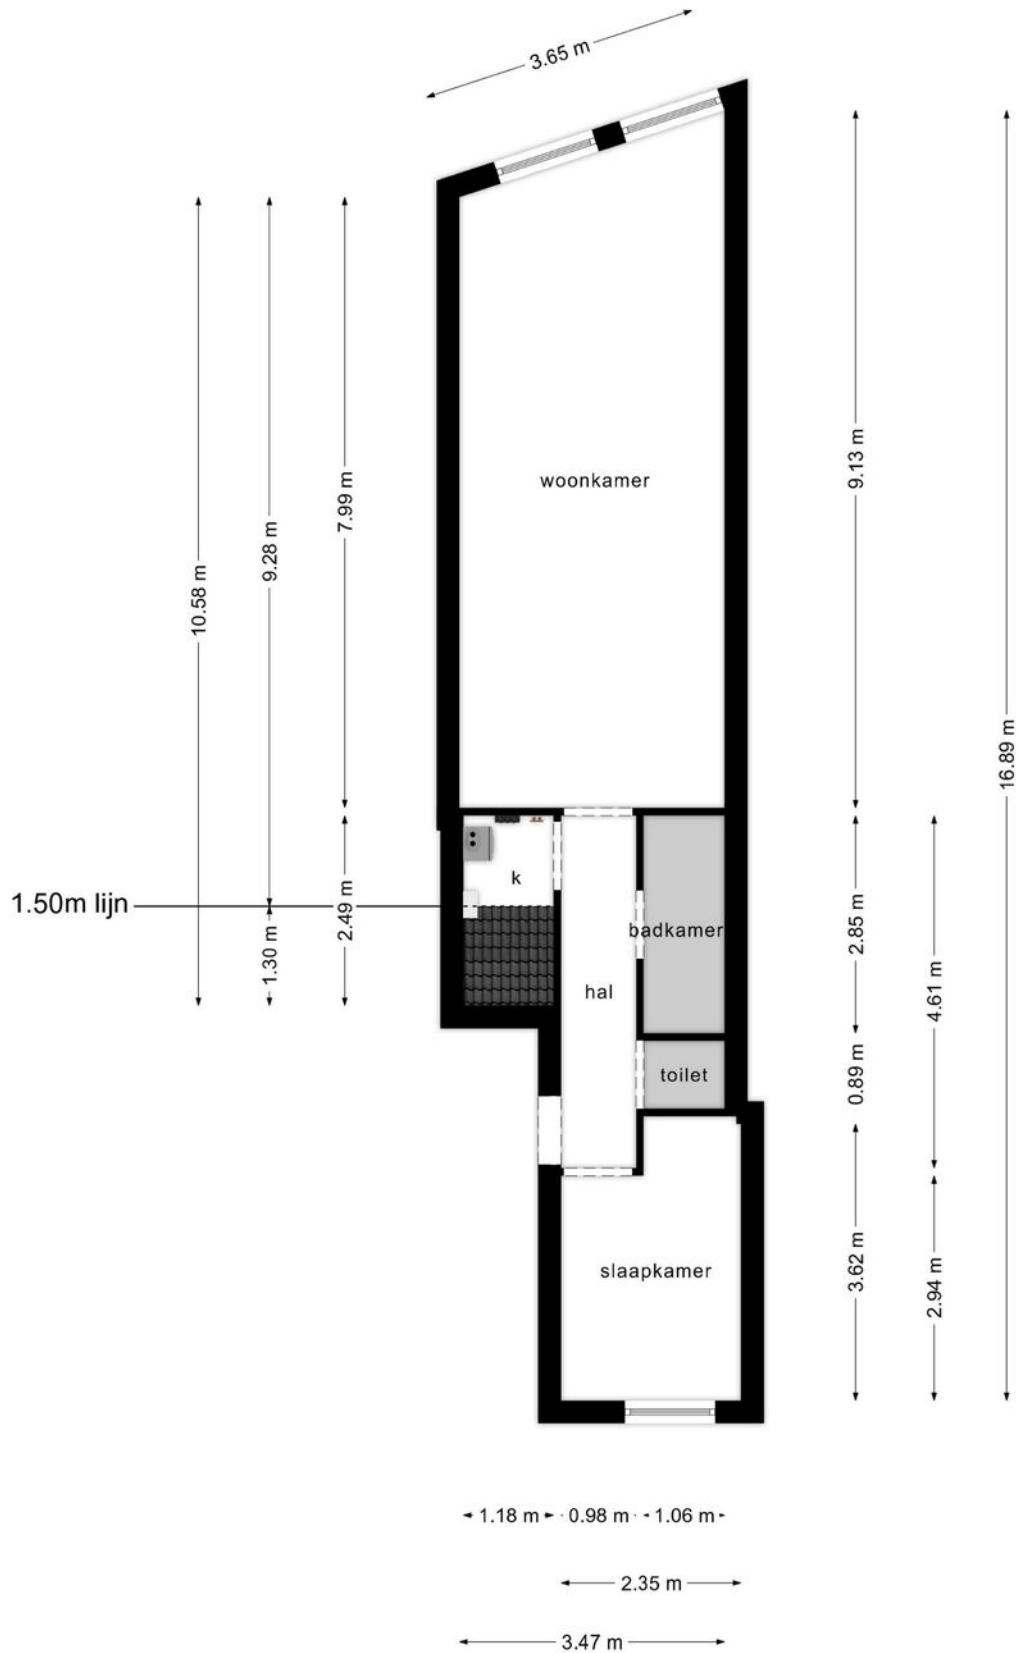 3.65 m
9.13 m
7.99 m
woonkamer
9.28 m
10.58 m
16.89 m
k
1.50m lijn
2.49 m
2.85 m
badkamer
1.30 m
4.61 m
hal
0.89 m
toilet
3.62 m
slaapkamer
2.94 m
1.18 m 0.98 m 1.06 m
2.35 m
3.47 m